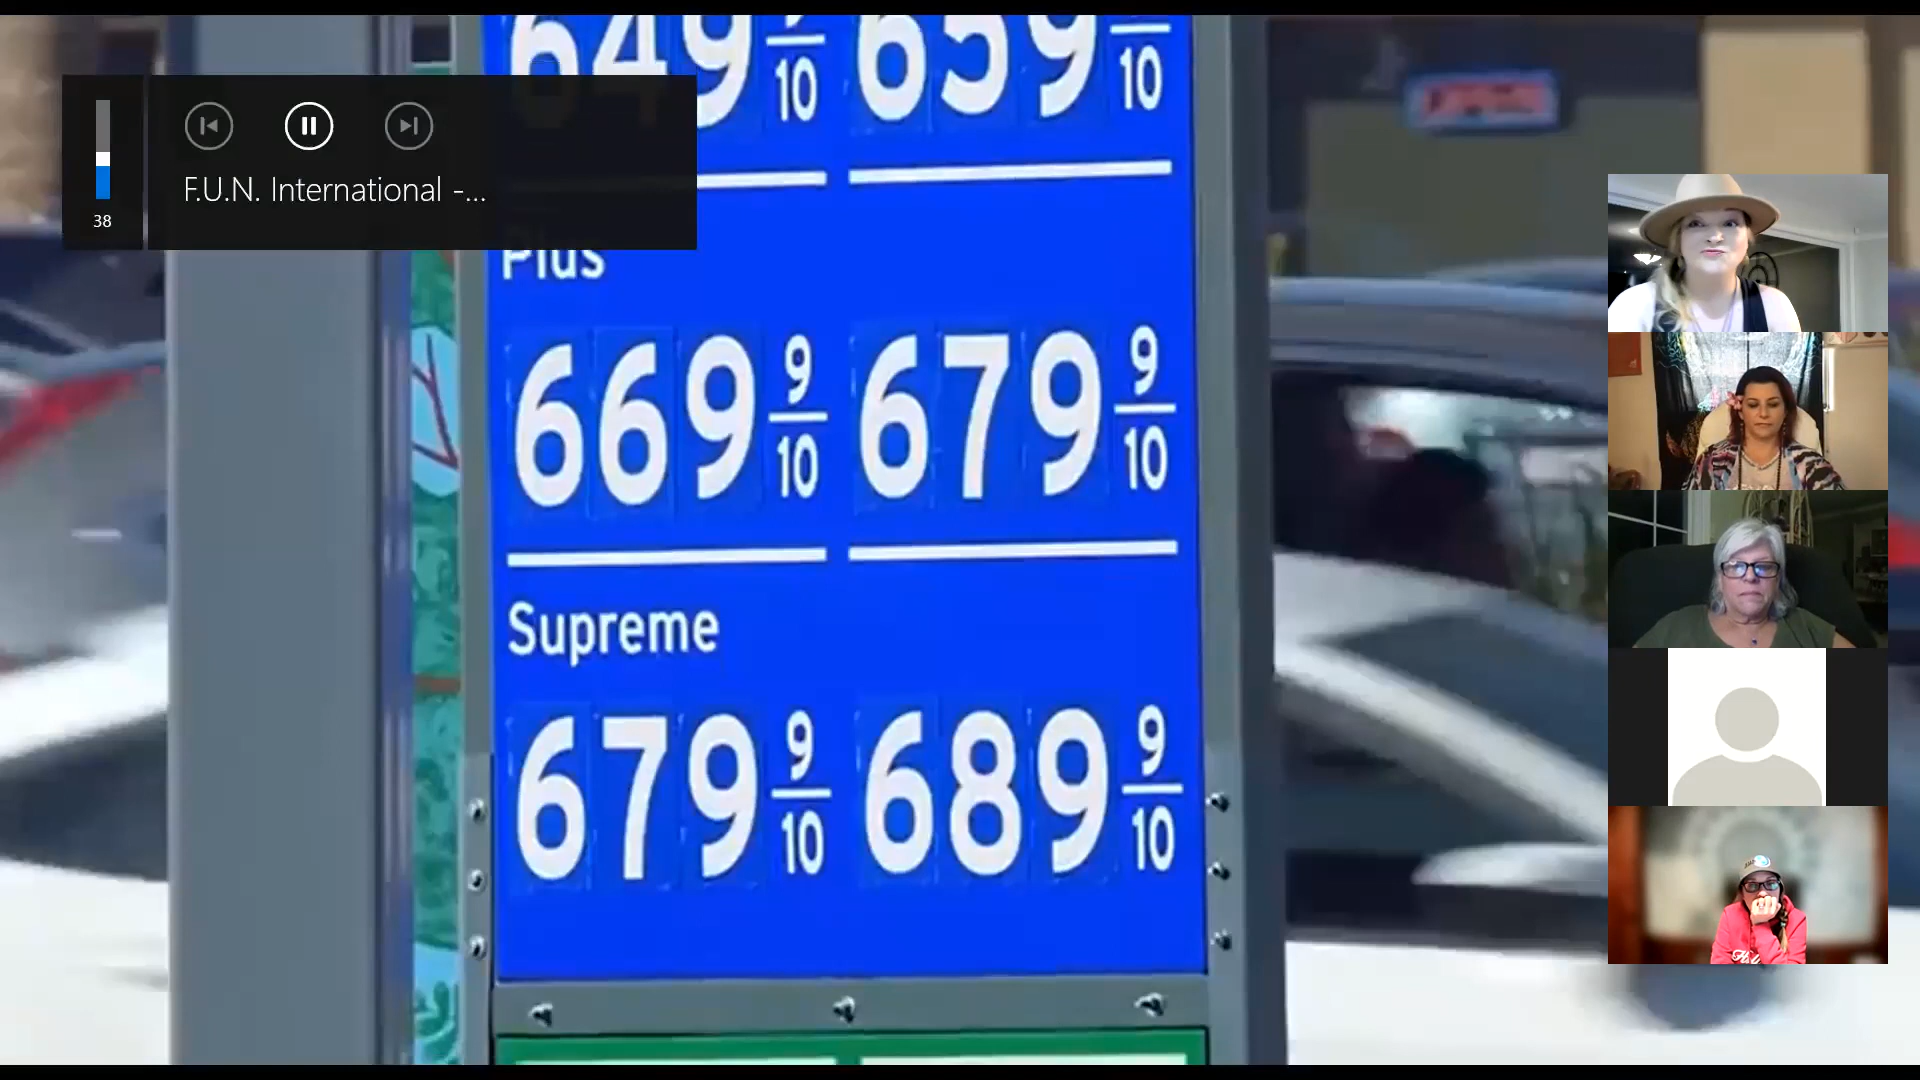 649 9/10 659 9/10
38
F.U.N. International -...
Plus
669 9/10 679 9/10
Supreme
679 9/10 689 9/10